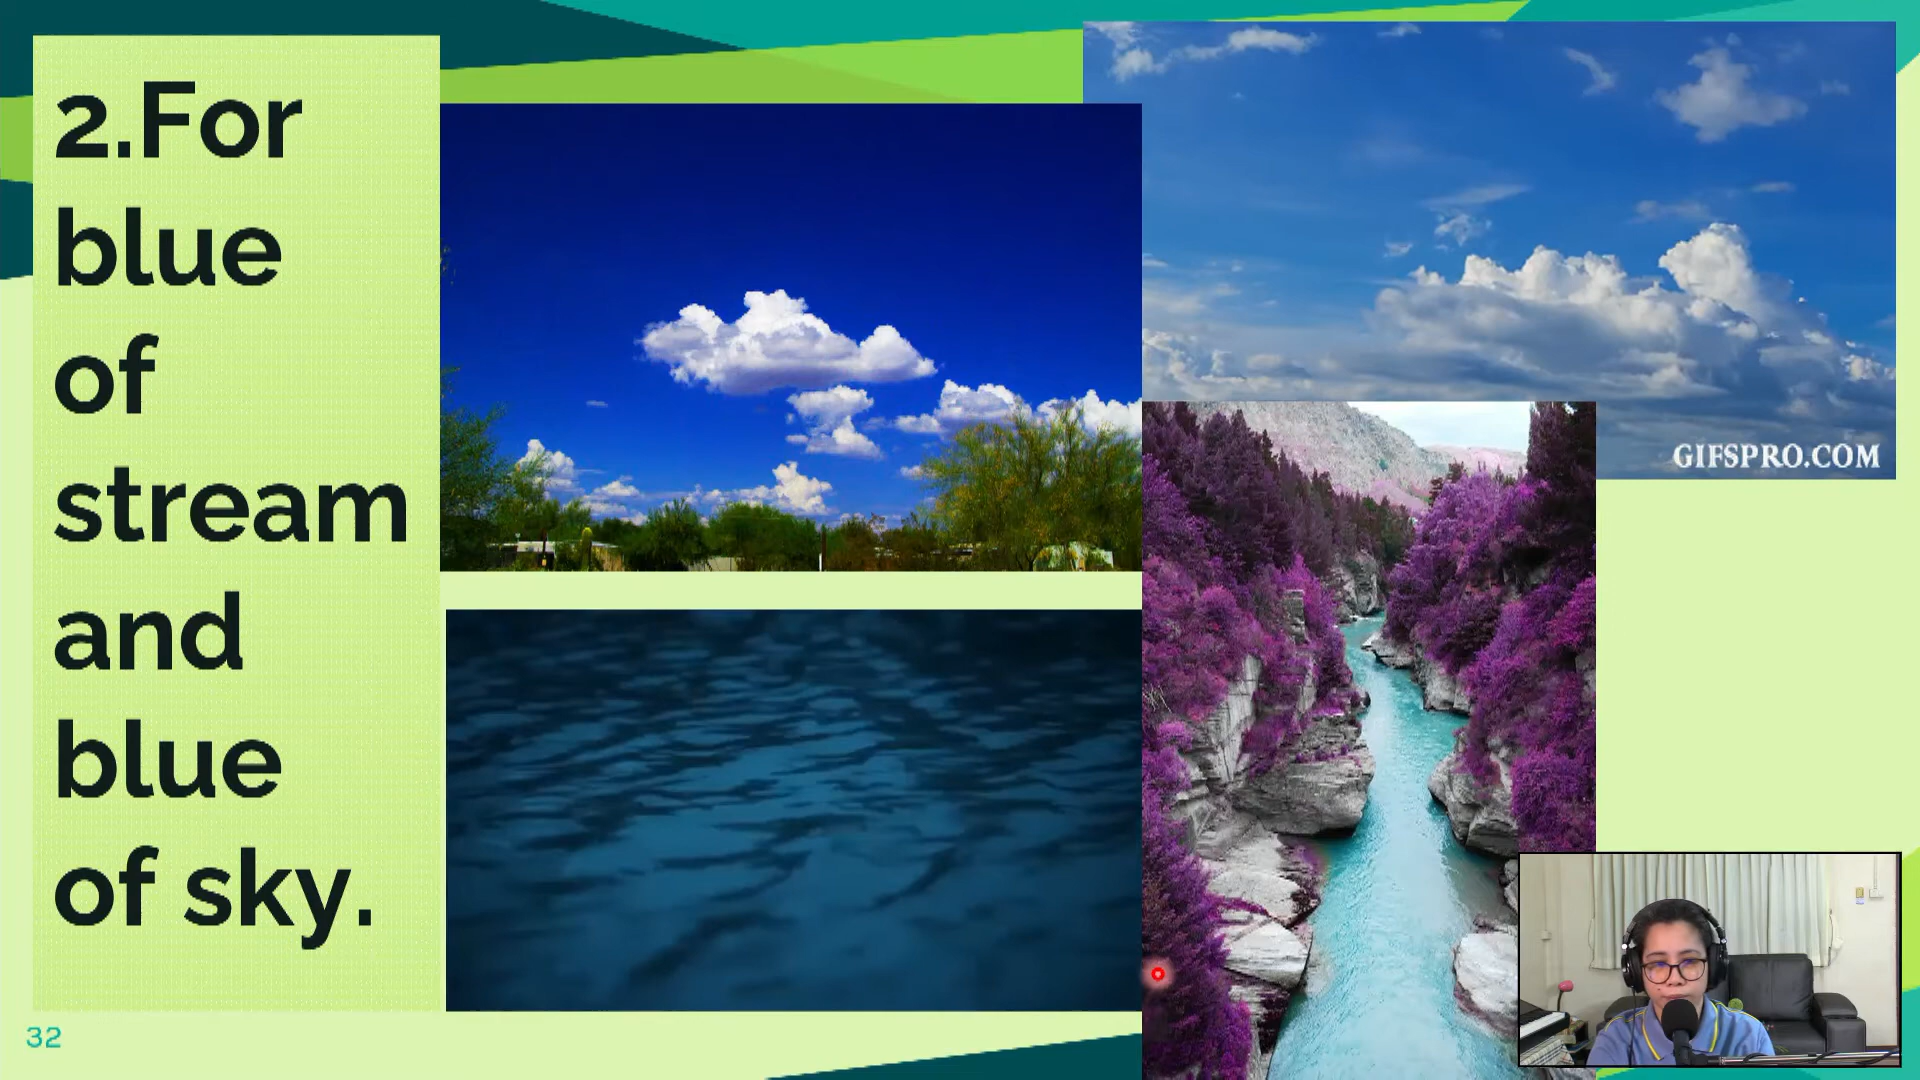 2.For
blue
of
stream
and
blue
of sky.
GIFSPRO.COM
32